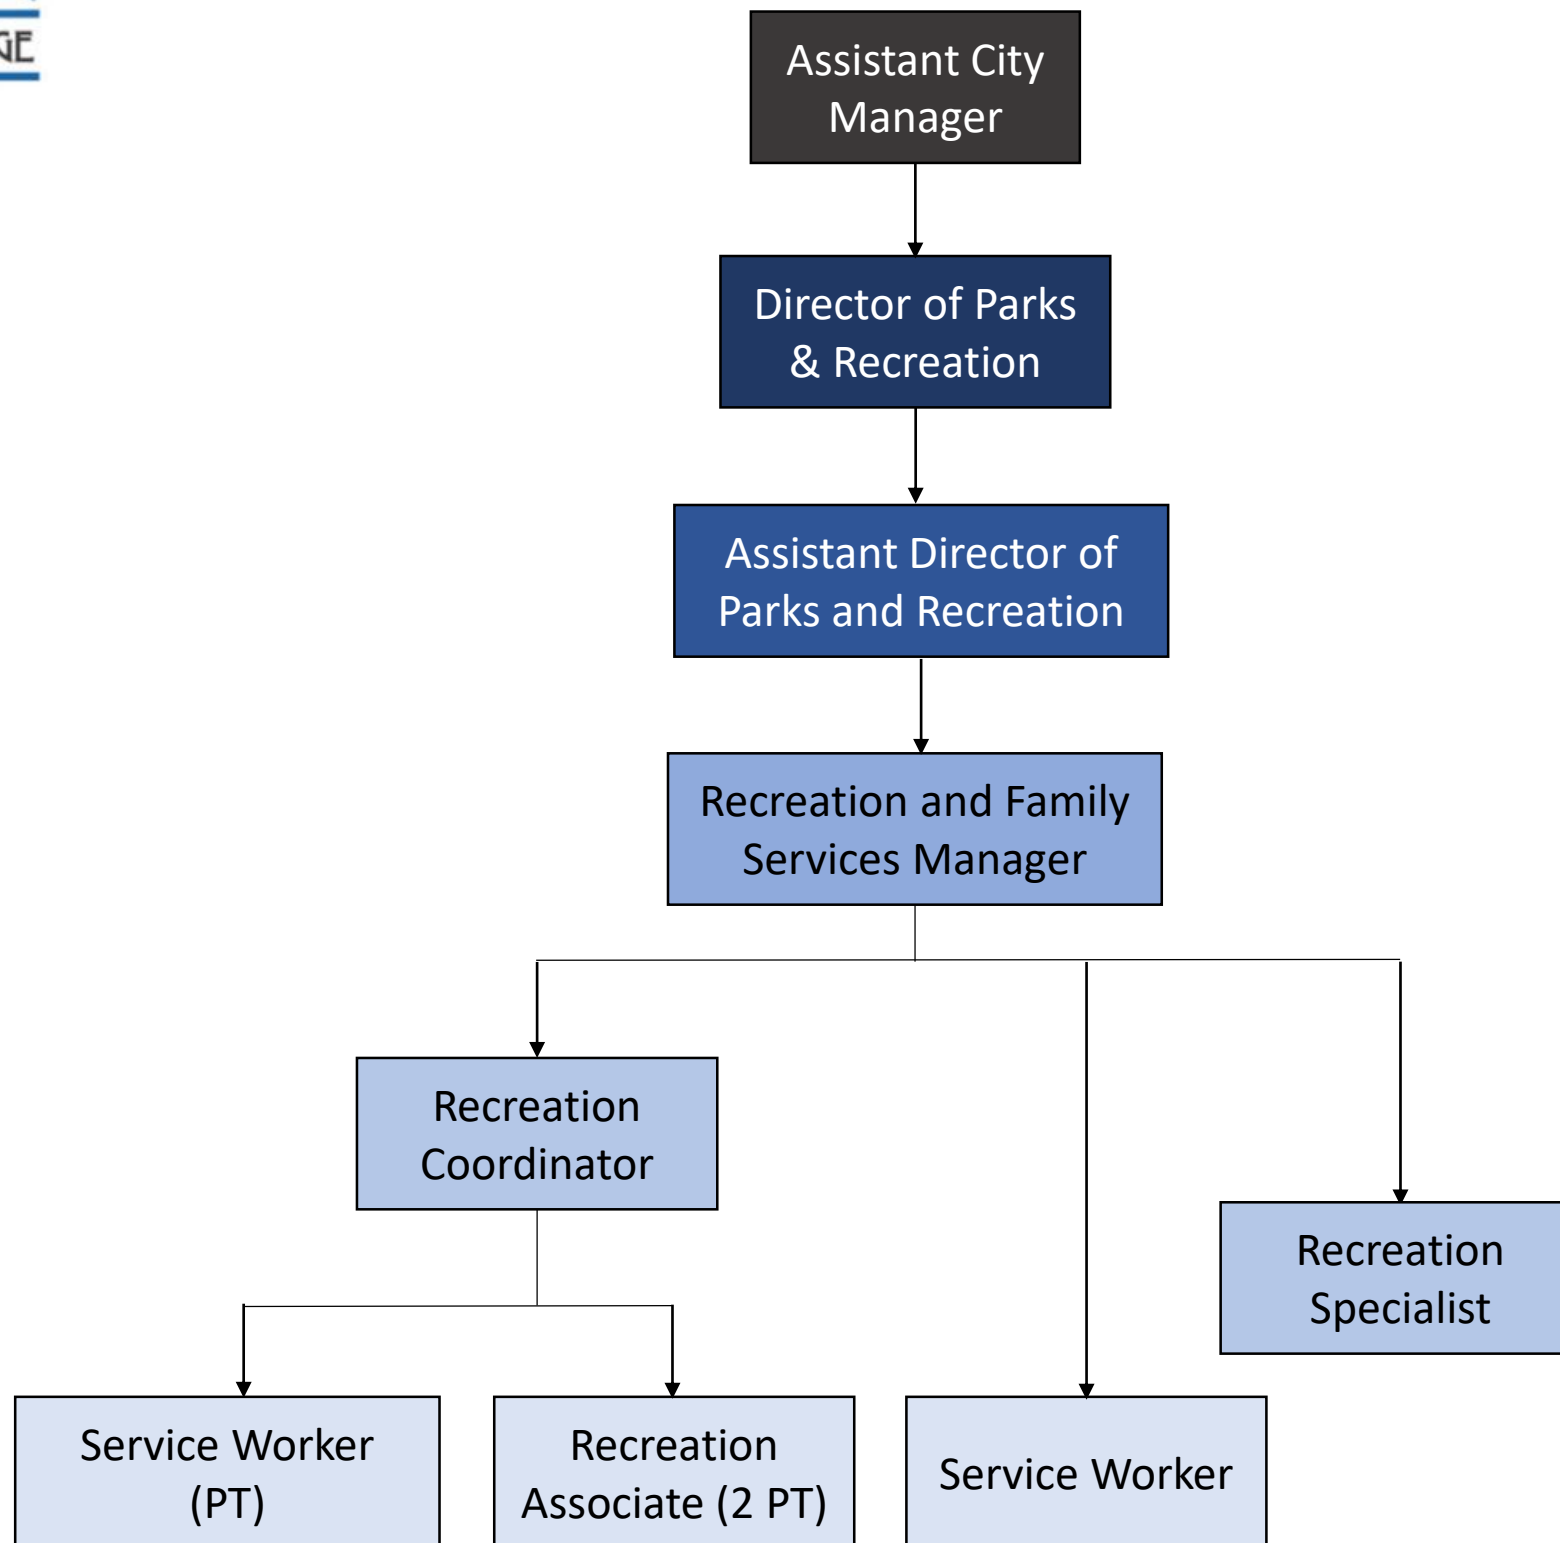 Assistant City
Manager
Director of Parks
& Recreation
Assistant Director of
Parks and Recreation
Recreation and Family
Services Manager
Recreation
Coordinator
Recreation
Specialist
Service Worker
(PT)
Recreation
Associate (2 PT)
Service Worker